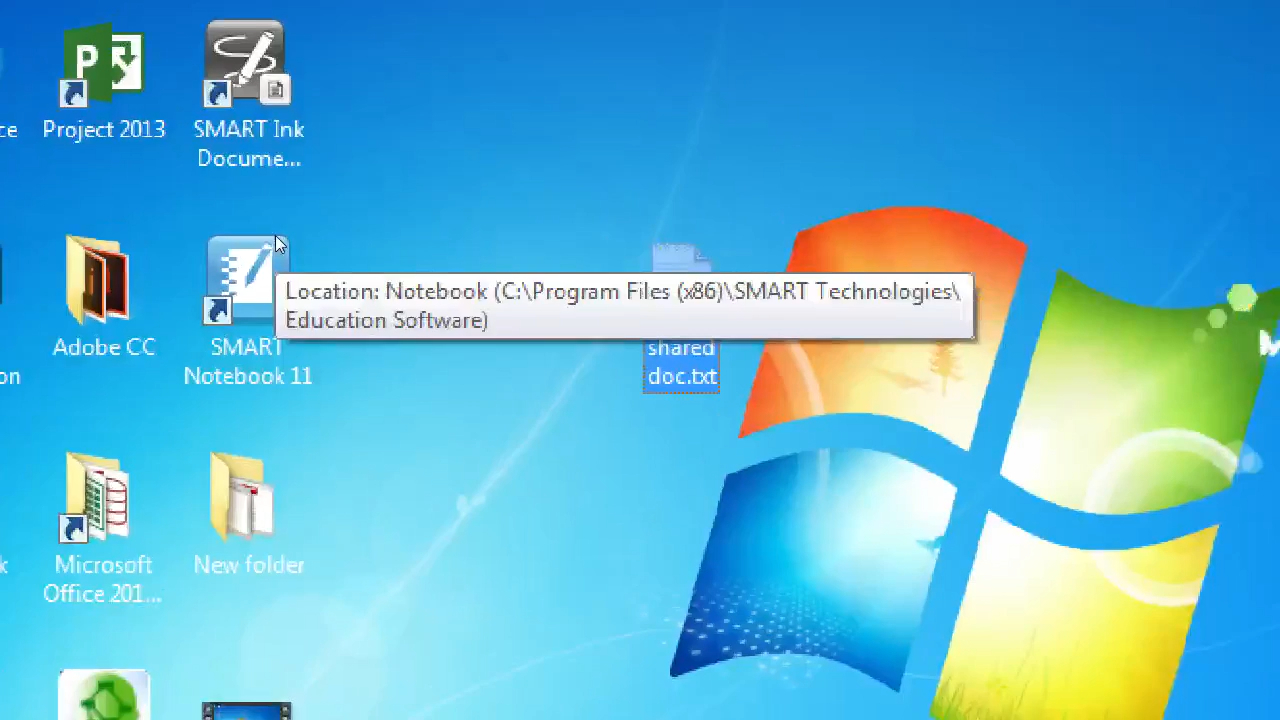 ce
Project 2013
SMART Ink
Docume...
Location: Notebook (C:\Program Files (x86)\SMART Technologies\
Education Software)
Adobe CC
SMART
Notebook 11
shared
doc.txt
on
Microsoft
Office 201...
New folder
k